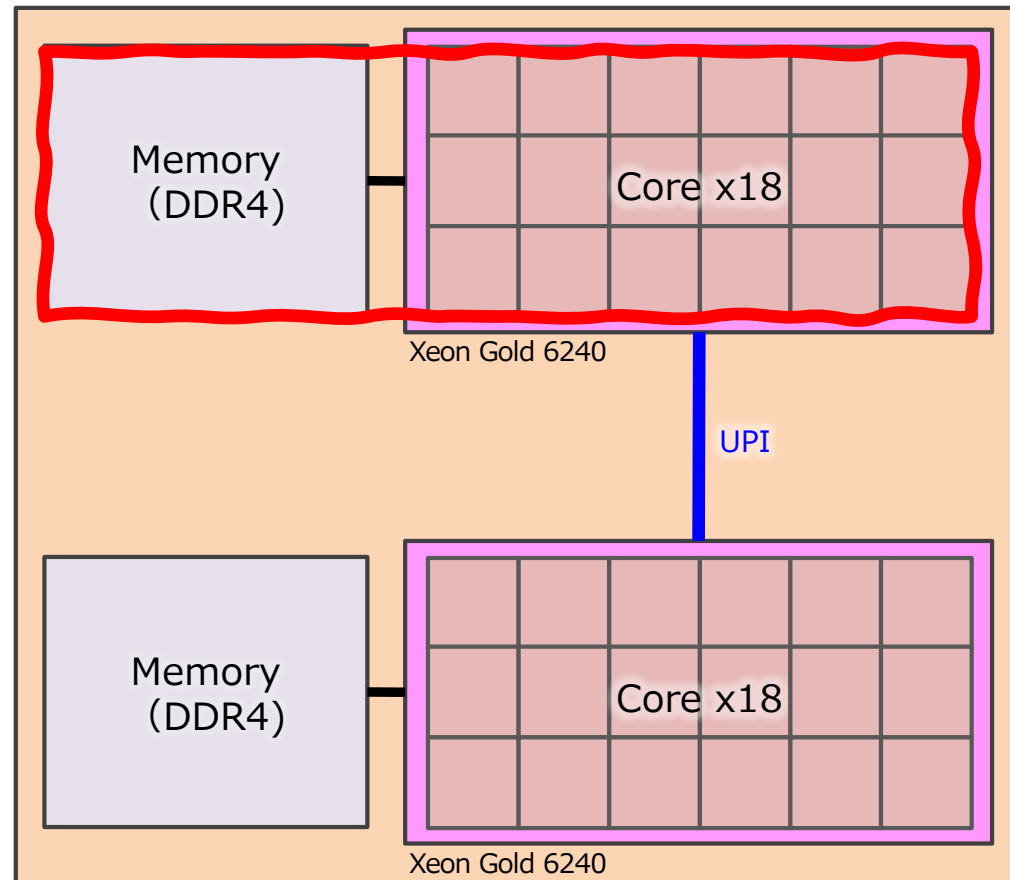 Memory
（DDR4)
Core x18
Xeon Gold 6240
UPI
Memory
（DDR4)
Core x18
Xeon Gold 6240